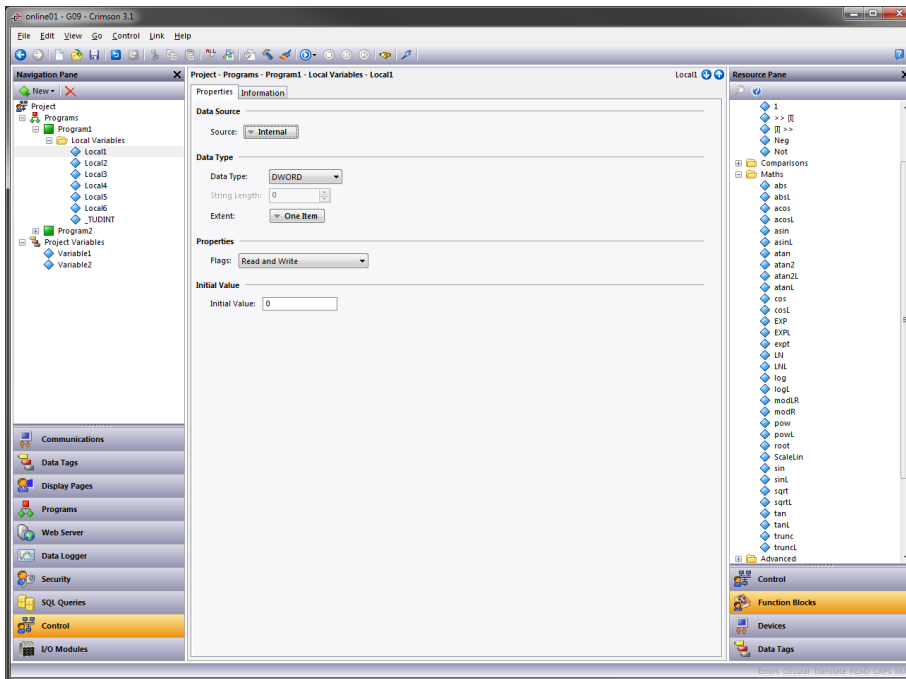 online01 - G09 - Crimson 3.1
File Edit View Go Control Link Help
Navigation Pane
New
Project
Programs
Program1
Local Variables
Local1
Local2
Local3
Local4
Local5
Local6
_TUDINT
Program2
Project Variables
Variable1
Variable2
Communications
Data Tags
Display Pages
Programs
Web Server
Data Logger
Security
SQL Queries
Control
I/O Modules
Project - Programs - Program1 - Local Variables - Local1
Local1
Properties Information
Data Source
Source: Internal
Data Type
Data Type: DWORD
String Length: 0
Extent: One Item
Properties
Flags: Read and Write
Initial Value
Initial Value: 0
Resource Pane
1
>> [I]
[I] >>
Neg
Not
Comparisons
Maths
abs
absL
acos
acosL
asin
asinL
atan
atan2
atan2L
atanL
cos
cosL
EXP
EXPL
expt
LN
LNL
log
logL
modLR
modR
pow
powL
root
ScaleLin
sin
sinL
sqrt
sqrtL
tan
tanL
trunc
truncL
Advanced
Control
Function Blocks
Devices
Data Tags
Errors Circular Translate READ CAPS NU